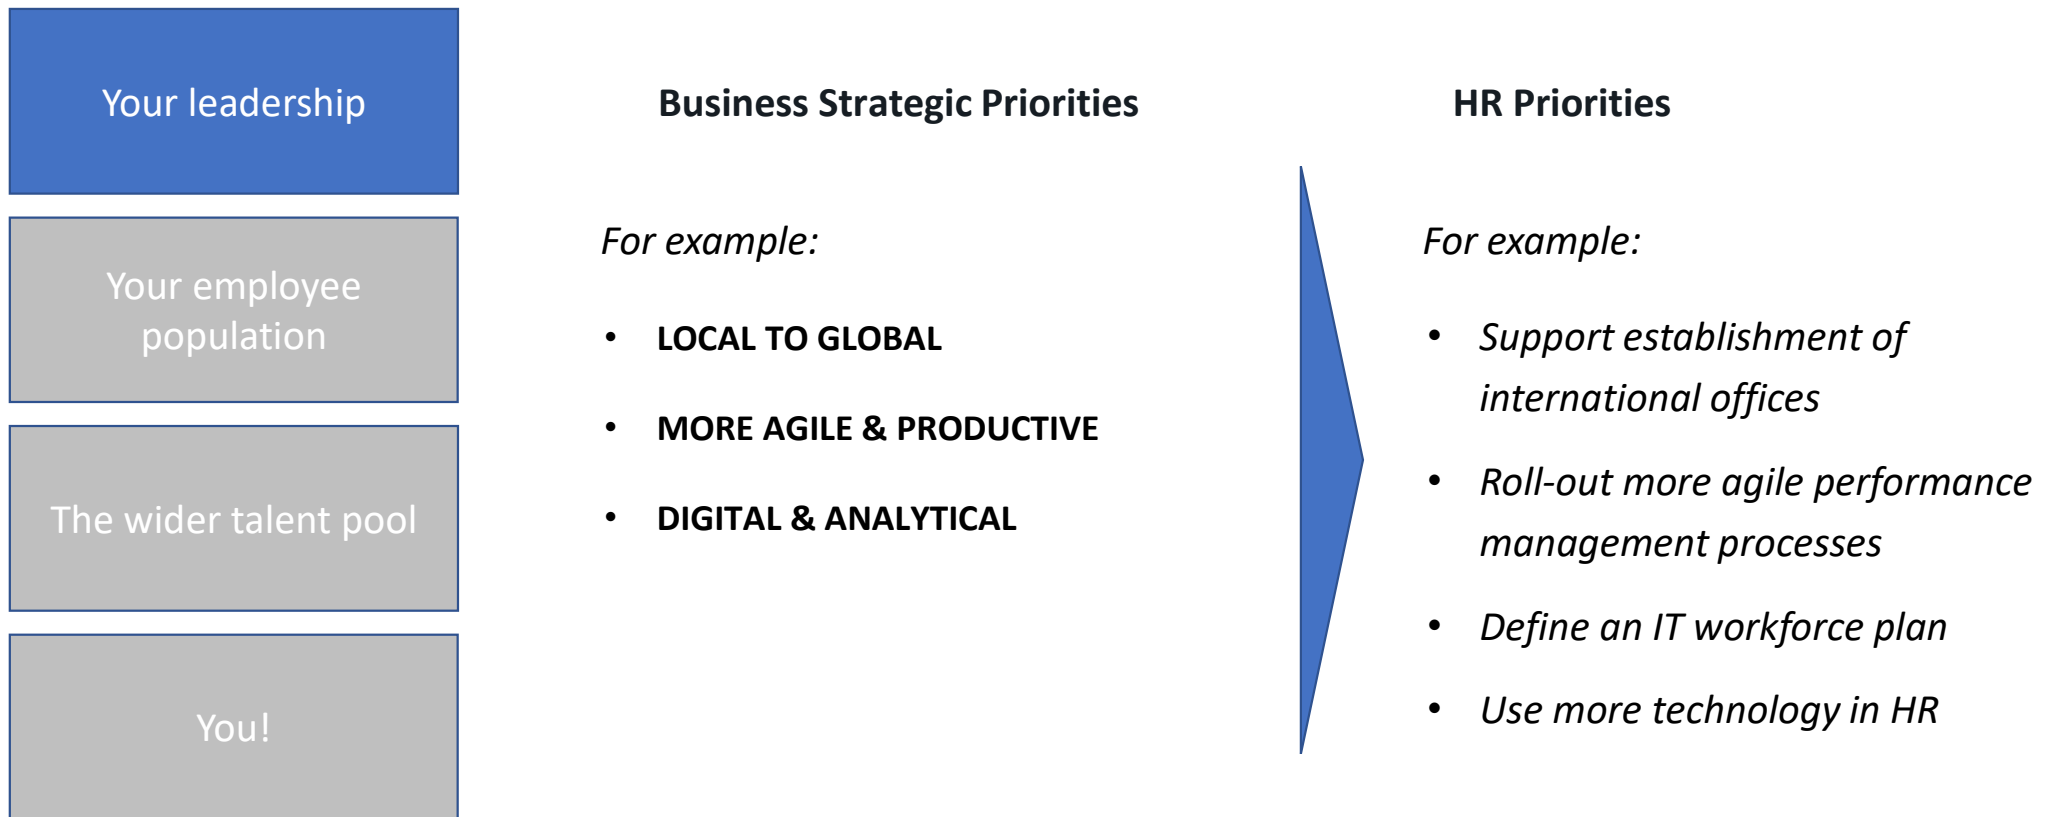 Your leadership
Your employee
population
The wider talent pool
You!
Business Strategic Priorities
For example:
• LOCAL TO GLOBAL
• MORE AGILE & PRODUCTIVE
• DIGITAL & ANALYTICAL
HR Priorities
For example:
• Support establishment of
international offices
• Roll-out more agile performance
management processes
• Define an IT workforce plan
• Use more technology in HR